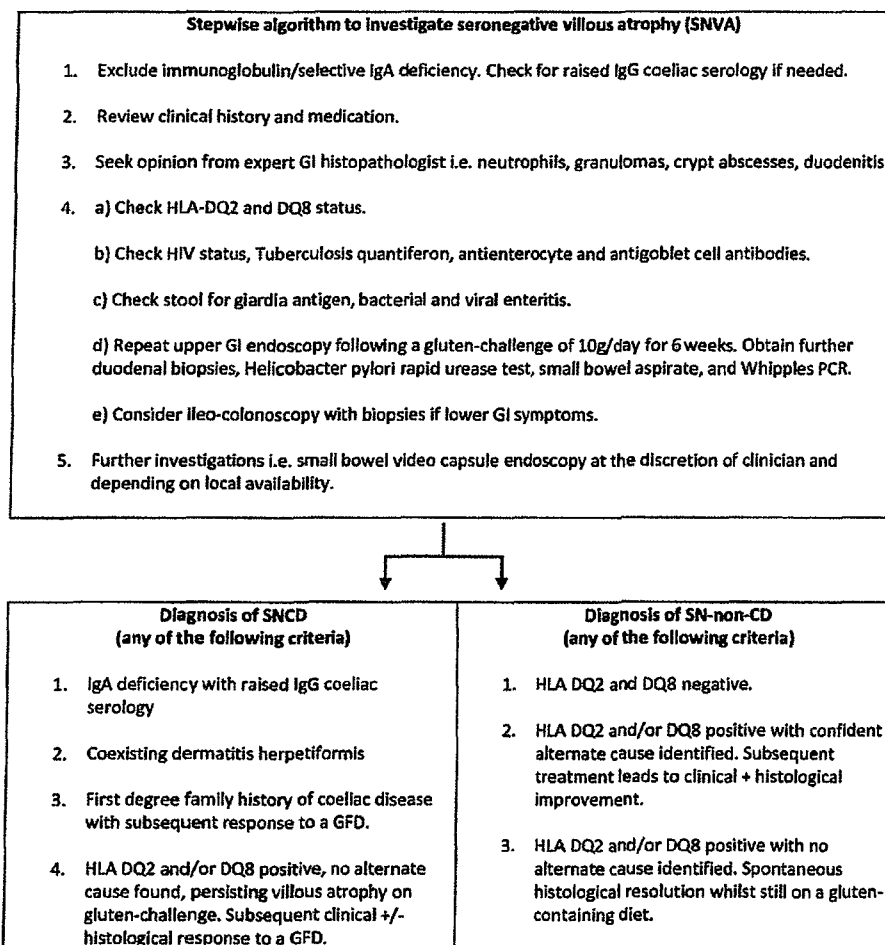 Stepwise algorithm to investigate seronegative villous atrophy (SNVA)
1. Exclude immunoglobulin/selective IgA deficiency. Check for raised IgG coeliac serology if needed.
2. Review clinical history and medication.
3. Seek opinion from expert GI histopathologist i.e. neutrophils, granulomas, crypt abscesses, duodenitis
4. a) Check HLA-DQ2 and DQ8 status.
b) Check HIV status, Tuberculosis quantiferon, antienterocyte and antigoblet cell antibodies.
c) Check stool for giardia antigen, bacterial and viral enteritis.
d) Repeat upper GI endoscopy following a gluten-challenge of 10g/day for 6 weeks. Obtain further
duodenal biopsies, Helicobacter pylori rapid urease test, small bowel aspirate, and Whipples PCR.
e) Consider ileo-colonoscopy with biopsies if lower GI symptoms.
5. Further investigations i.e. small bowel video capsule endoscopy at the discretion of clinician and
depending on local availability.
Diagnosis of SNCD
(any of the following criteria)
1. IgA deficiency with raised IgG coeliac
serology
2. Coexisting dermatitis herpetiformis
3. First degree family history of coeliac disease
with subsequent response to a GFD.
4. HLA DQ2 and/or DQ8 positive, no alternate
cause found, persisting villous atrophy on
gluten-challenge. Subsequent clinical +/-
histological response to a GFD.
Diagnosis of SN-non-CD
(any of the following criteria)
1. HLA DQ2 and DQ8 negative.
2. HLA DQ2 and/or DQ8 positive with confident
alternate cause identified. Subsequent
treatment leads to clinical + histological
improvement.
3. HLA DQ2 and/or DQ8 positive with no
alternate cause identified. Spontaneous
histological resolution whilst still on a gluten-
containing diet.